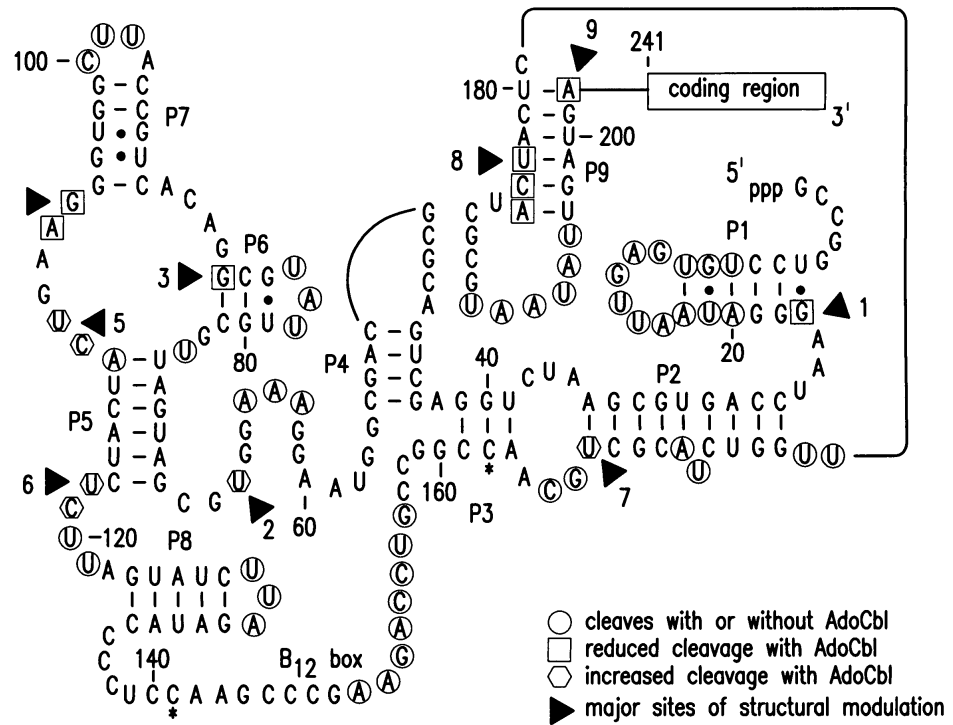 5'
ppp G C C G G U C C U G U G A G U U A A U A G G G A A U C C A G U G C G A A U C U G A G G
P1
1
20
P2
40
A C U G C G C A G C G G
P4
G G U A A
60
G G A A A G G U G C
2
G A U G A U
P5
U G C
80
G U U A U G C G
P6
3
G A C A C U G C C A U U C
100
P7
G G U G G G A A G U C A U C A C U C U U
5
6
- 120
A G U A U C U U A G A U A C
P8
C C U C C A A G C C C G A A G A C C U G C C G G C C A A C G U C G C A U C U G G U U
140
* *
B12 box
160
P3
7
C U C A U C A U C G C G U A A U A U U G A U G A
180
8
9
P9
200
241
coding region
3'
cleaves with or without AdoCbl
reduced cleavage with AdoCbl
increased cleavage with AdoCbl
major sites of structural modulation